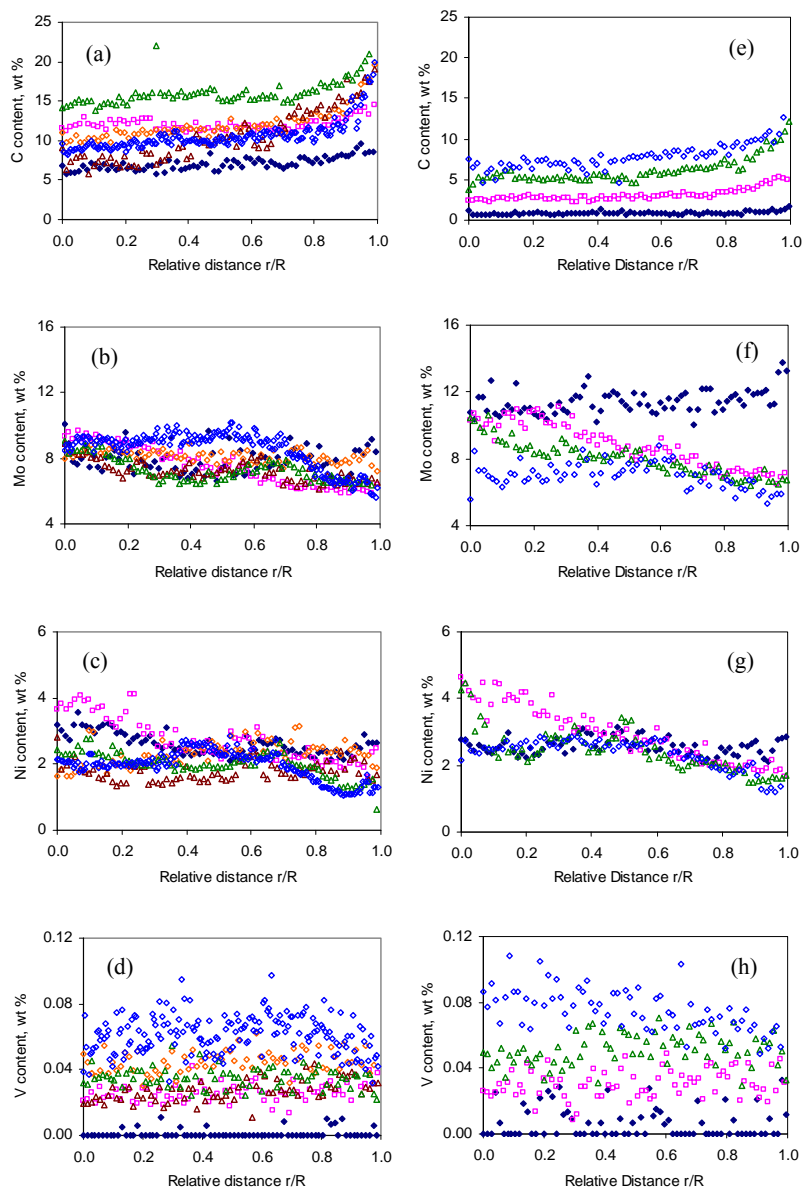 (a)
C content, wt %
25
20
15
10
5
0
0.0 0.2 0.4 0.6 0.8 1.0
Relative distance r/R
(e)
C content, wt %
25
20
15
10
5
0
0.0 0.2 0.4 0.6 0.8 1.0
Relative Distance r/R
(b)
Mo content, wt %
16
12
8
4
0.0 0.2 0.4 0.6 0.8 1.0
Relative distance r/R
(f)
Mo content, wt %
16
12
8
4
0.0 0.2 0.4 0.6 0.8 1.0
Relative Distance r/R
(c)
Ni content, wt %
6
4
2
0
0.0 0.2 0.4 0.6 0.8 1.0
Relative distance r/R
(g)
Ni content, wt %
6
4
2
0
0.0 0.2 0.4 0.6 0.8 1.0
Relative Distance r/R
(d)
V content, wt %
0.12
0.08
0.04
0.00
0.0 0.2 0.4 0.6 0.8 1.0
Relative distance r/R
(h)
V content, wt %
0.12
0.08
0.04
0.00
0.0 0.2 0.4 0.6 0.8 1.0
Relative Distance r/R